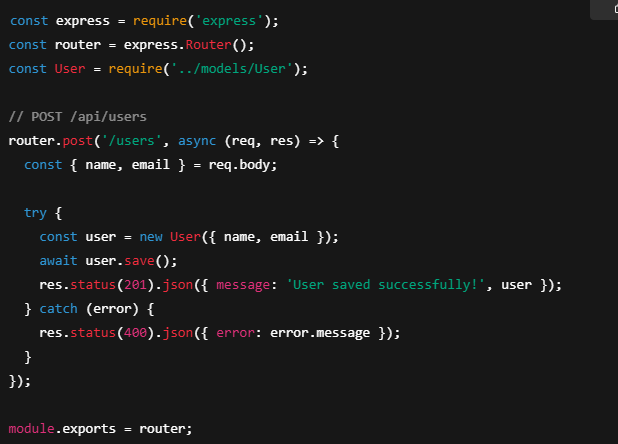 const express = require('express');
const router = express.Router();
const User = require('../models/User');

// POST /api/users
router.post('/users', async (req, res) => {
  const { name, email } = req.body;

  try {
    const user = new User({ name, email });
    await user.save();
    res.status(201).json({ message: 'User saved successfully!', user });
  } catch (error) {
    res.status(400).json({ error: error.message });
  }
});

module.exports = router;